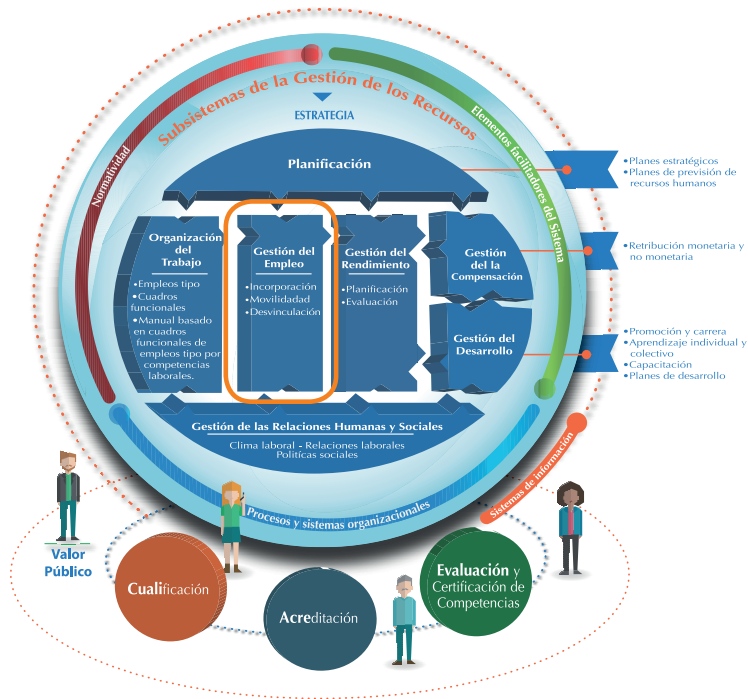 Subsistemas de la Gestión de los Recursos
ESTRATEGIA
Normatividad
Elementos facilitadores del Sistema
Planificación
•Planes estratégicos
•Planes de previsión de
recursos humanos
Organización
del
Trabajo
•Empleos tipo
•Cuadros
funcionales
•Manual basado
en cuadros
funcionales de
empleos tipo por
competencias
laborales.
Gestión del
Empleo
•Incorporación
•Movilidadad
•Desvinculación
Gestión del
Rendimiento
•Planificación
•Evaluación
Gestión
del la
Compensación
•Retribución monetaria y
no monetaria
Gestión del
Desarrollo
•Promoción y carrera
•Aprendizaje individual y
colectivo
•Capacitación
•Planes de desarrollo
Gestión de las Relaciones Humanas y Sociales
Clima laboral - Relaciones laborales
Politícas sociales
Procesos y sistemas organizacionales
Sistemas de información
Valor
Público
Cualificación
Acreditación
Evaluación y
Certificación de
Competencias